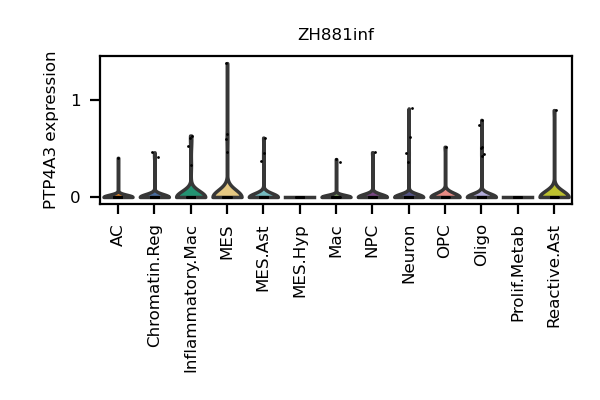 ZH881inf
PTP4A3 expression
1
0
AC
Chromatin.Reg
Inflammatory.Mac
MES
MES.Ast
MES.Hyp
Mac
NPC
Neuron
OPC
Oligo
Prolif.Metab
Reactive.Ast